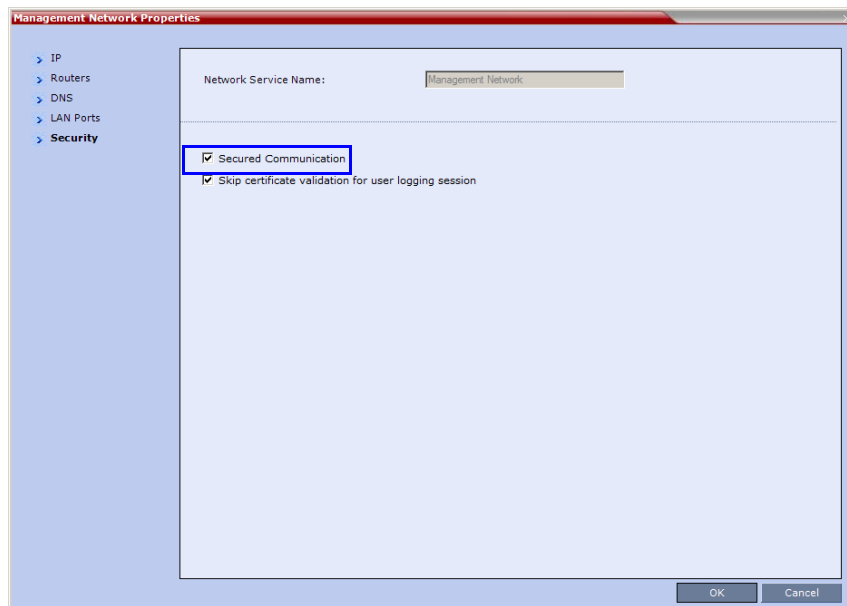 Management Network Properties
IP
Routers
DNS
LAN Ports
Security
Network Service Name:
Management Network
Secured Communication
Skip certificate validation for user logging session
OK
Cancel